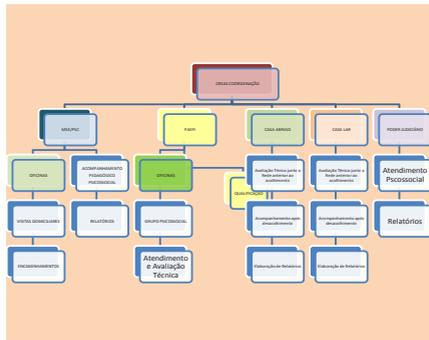 ORGAS COORDENAÇÃO
MSE/PSC
PAEFI
CASA ABRIGO
CASA LAR
PODER JUDICIÁRIO
OFICINAS
ACOMPANHAMENTO
PEDAGÓGICO
PSICOSSOCIAL
OFICINAS
QUALIFICAÇÃO
Avaliação Técnica junto a
Rede anterior ao
acolhimento
Avaliação Técnica junto a
Rede anterior ao
acolhimento
Atendimento
Pscossocial
VISITAS DOMICILIARES
RELATÓRIOS
GRUPO PSICOSSOCIAL
Acompanhamento após
desacolhimento
Acompanhamento após
desacolhimento
Relatórios
ENCAMINHAMENTOS
Atendimento
e Avaliação
Técnica
Elaboração de Relatórios
Elaboração de Relatórios